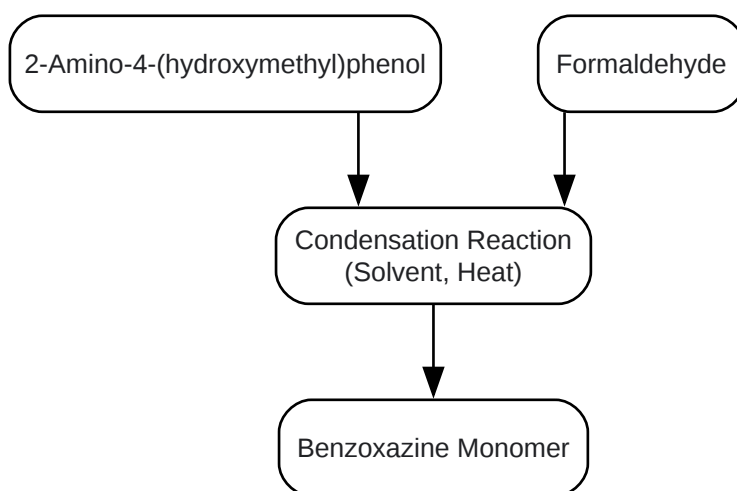 2-Amino-4-(hydroxymethyl)phenol
Formaldehyde
Condensation Reaction
(Solvent, Heat)
Benzoxazine Monomer